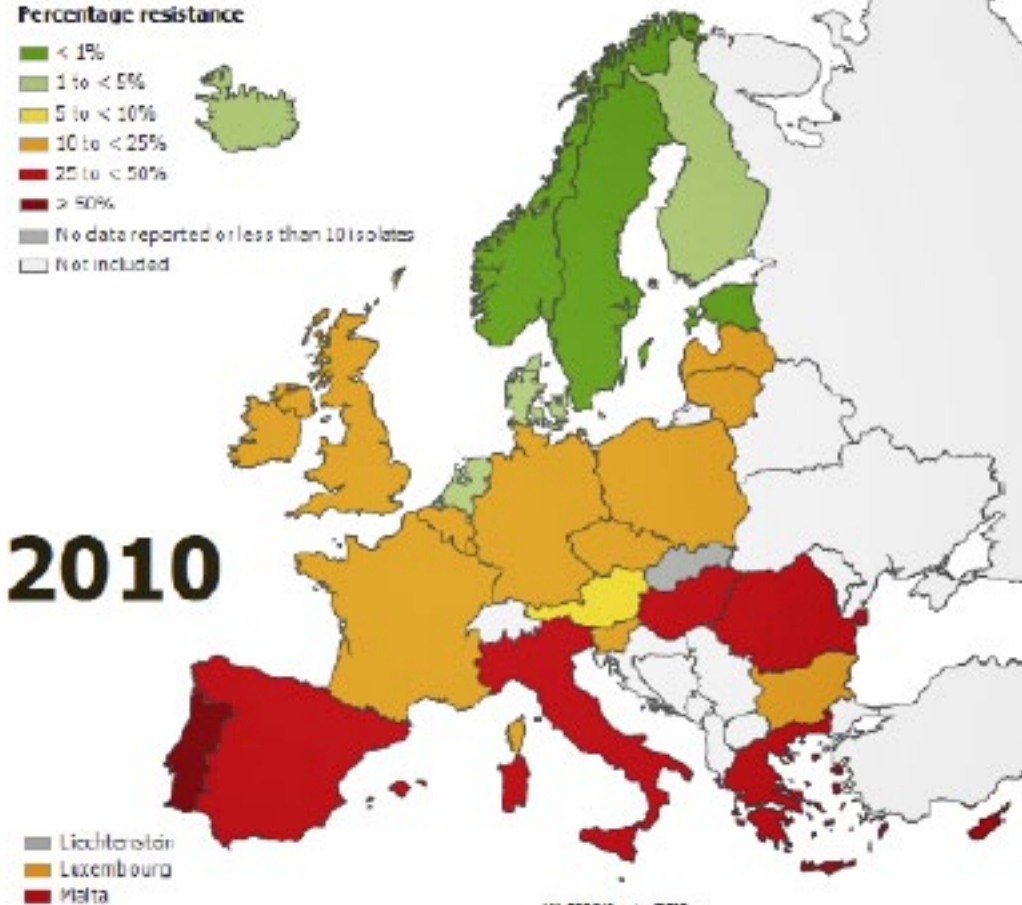 Percentage resistance
< 1%
1 to < 5%
5 to < 10%
10 to < 25%
25 to < 50%
≥ 50%
No data reported or less than 10 isolates
Not included
2010
Liechtenstein
Luxembourg
Malta